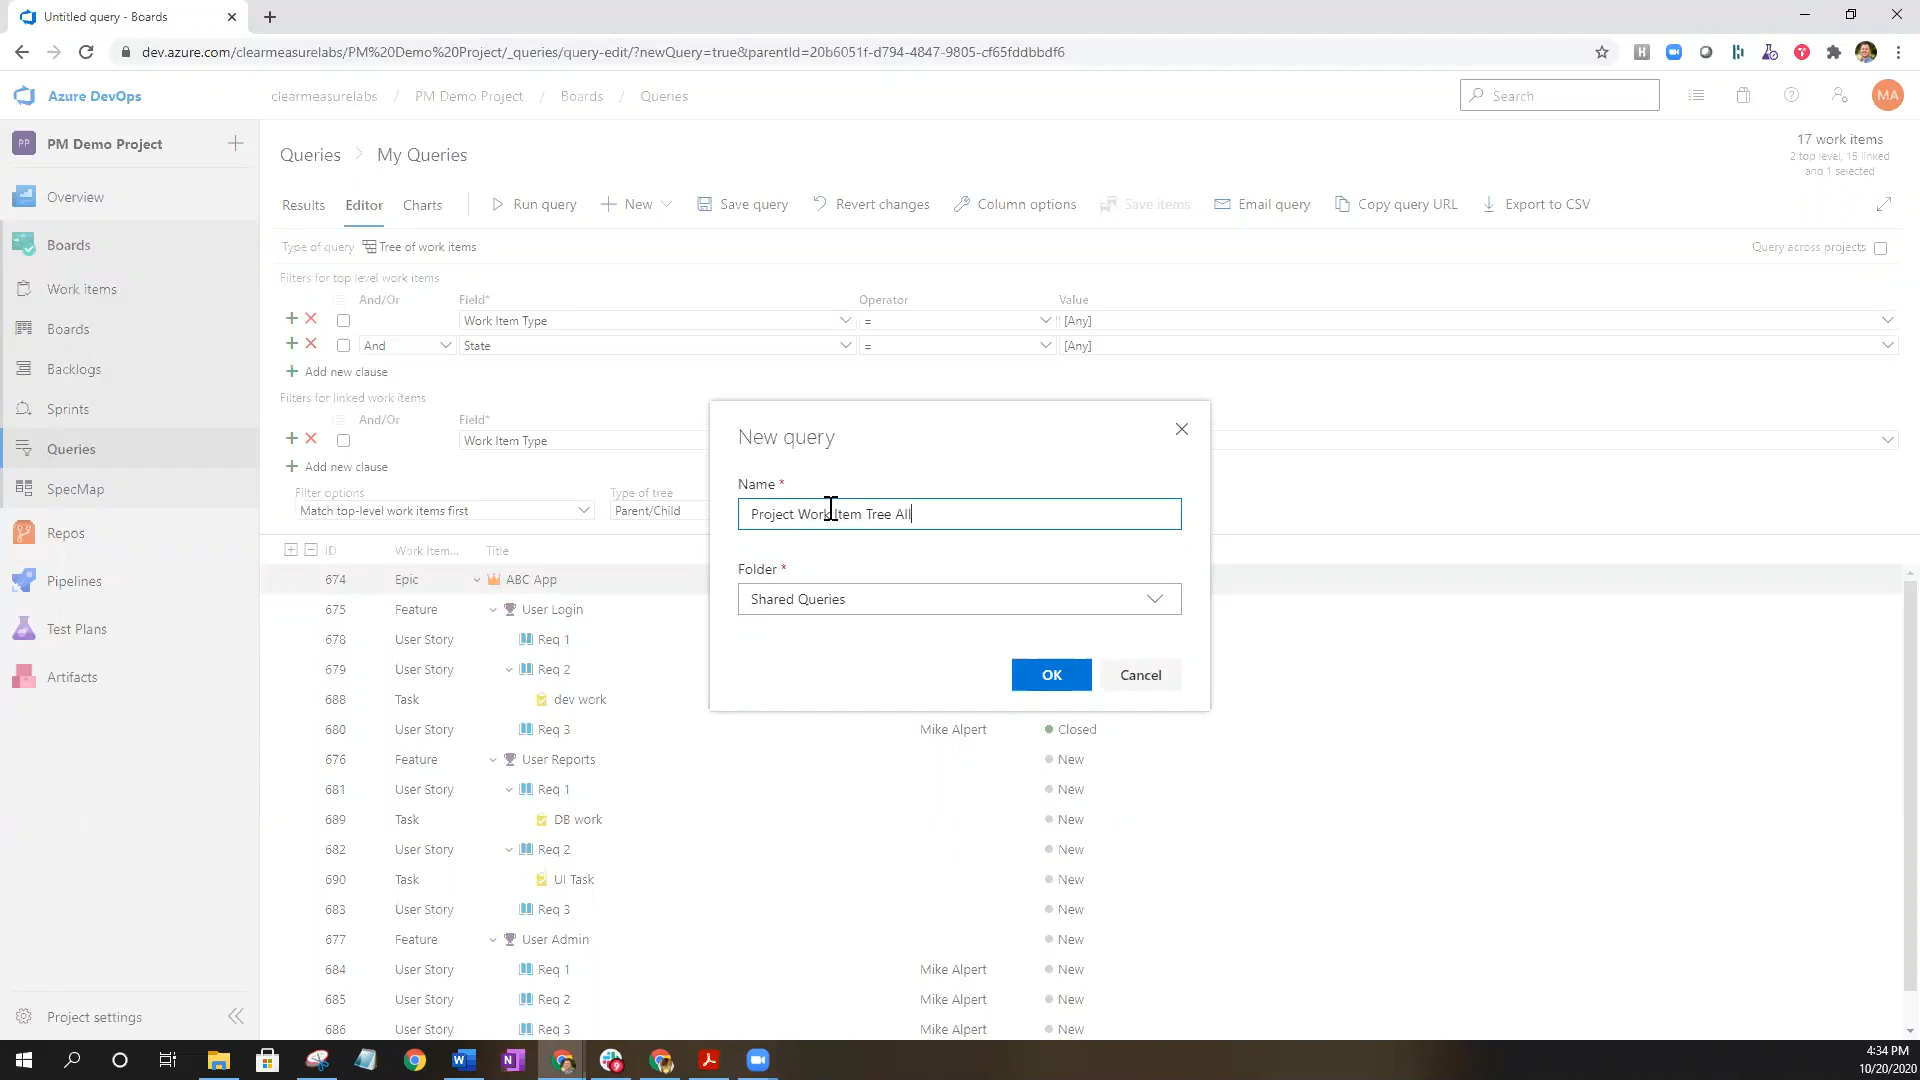 Untitled query - Boards
dev.azure.com/clearmeasurelabs/PM%20Demo%20Project/_queries/query-edit/?newQuery=true&parentId=20b6051f-d794-4847-9805-cf65fddbbdf6
Azure DevOps
clearmeasurelabs / PM Demo Project / Boards / Queries
Search
MA
PP PM Demo Project
Overview
Boards
Work items
Boards
Backlogs
Sprints
Queries
SpecMap
Repos
Pipelines
Test Plans
Artifacts
Project settings
Queries > My Queries
17 work items
2 top level, 15 linked
and 1 selected
Results Editor Charts Run query New Save query Revert changes Column options Save items Email query Copy query URL Export to CSV
Type of query Tree of work items Query across projects
Filters for top level work items
And/Or Field* Operator Value
Work Item Type = [Any]
And State = [Any]
Add new clause
Filters for linked work items
And/Or Field*
Work Item Type
Add new clause
Filter options Type of tree
Match top-level work items first Parent/Child
New query
Name *
Project Work Item Tree All
Folder *
Shared Queries
OK Cancel
ID Work Item... Title
674 Epic ABC App
675 Feature User Login
678 User Story Req 1
679 User Story Req 2
688 Task dev work
680 User Story Req 3 Mike Alpert Closed
676 Feature User Reports New
681 User Story Req 1 New
689 Task DB work New
682 User Story Req 2 New
690 Task UI Task New
683 User Story Req 3 New
677 Feature User Admin New
684 User Story Req 1 Mike Alpert New
685 User Story Req 2 Mike Alpert New
686 User Story Req 3 Mike Alpert New
4:34 PM
10/20/2020